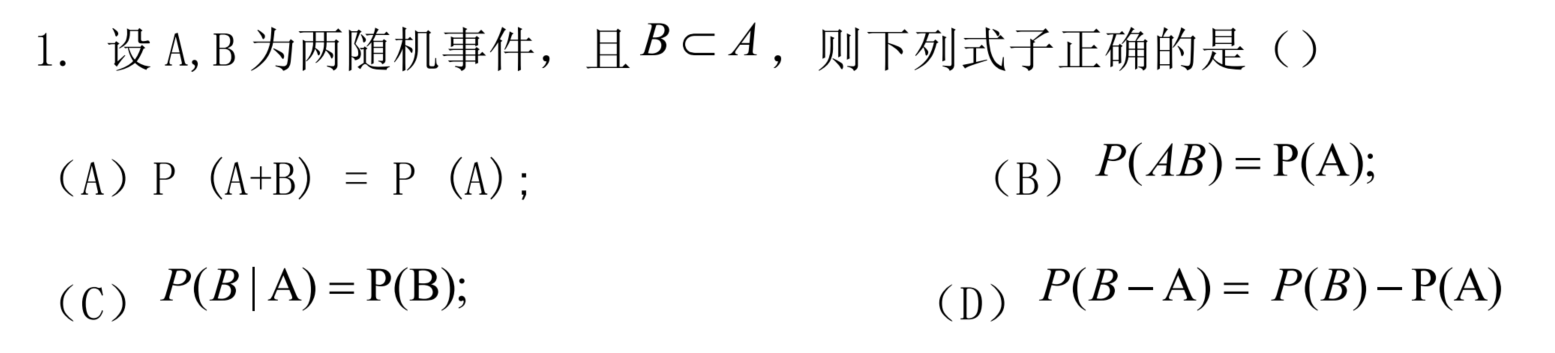 1. 设 A,B 为两随机事件，且 B ⊂ A，则下列式子正确的是（）
（A）P (A+B) = P (A)； （B）P(AB) = P(A);
（C）P(B | A) = P(B); （D）P(B − A) = P(B) − P(A)